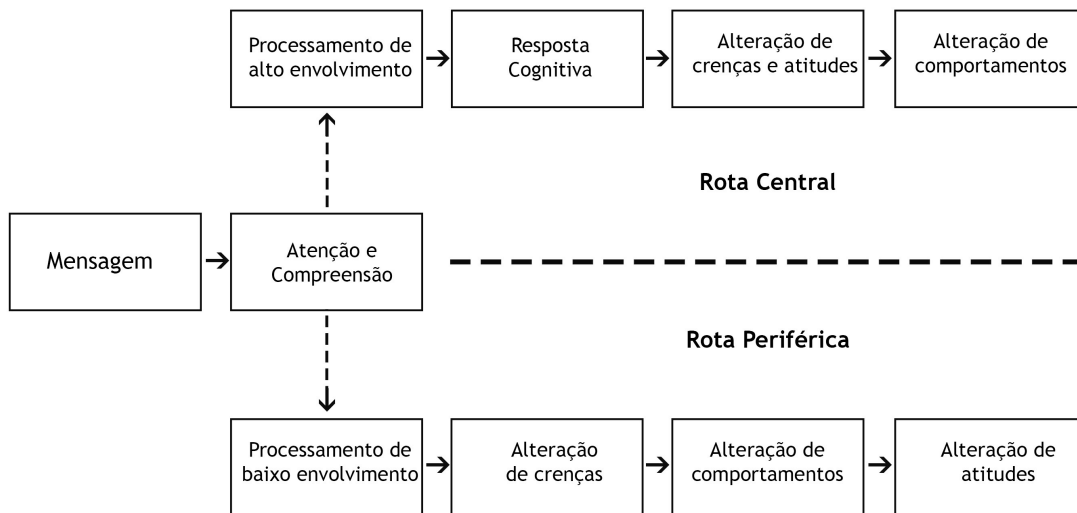 Processamento de
alto envolvimento
Resposta
Cognitiva
Alteração de
crenças e atitudes
Alteração de
comportamentos
Rota Central
Mensagem
Atenção e
Compreensão
Rota Periférica
Processamento de
baixo envolvimento
Alteração
de crenças
Alteração de
comportamentos
Alteração de
atitudes